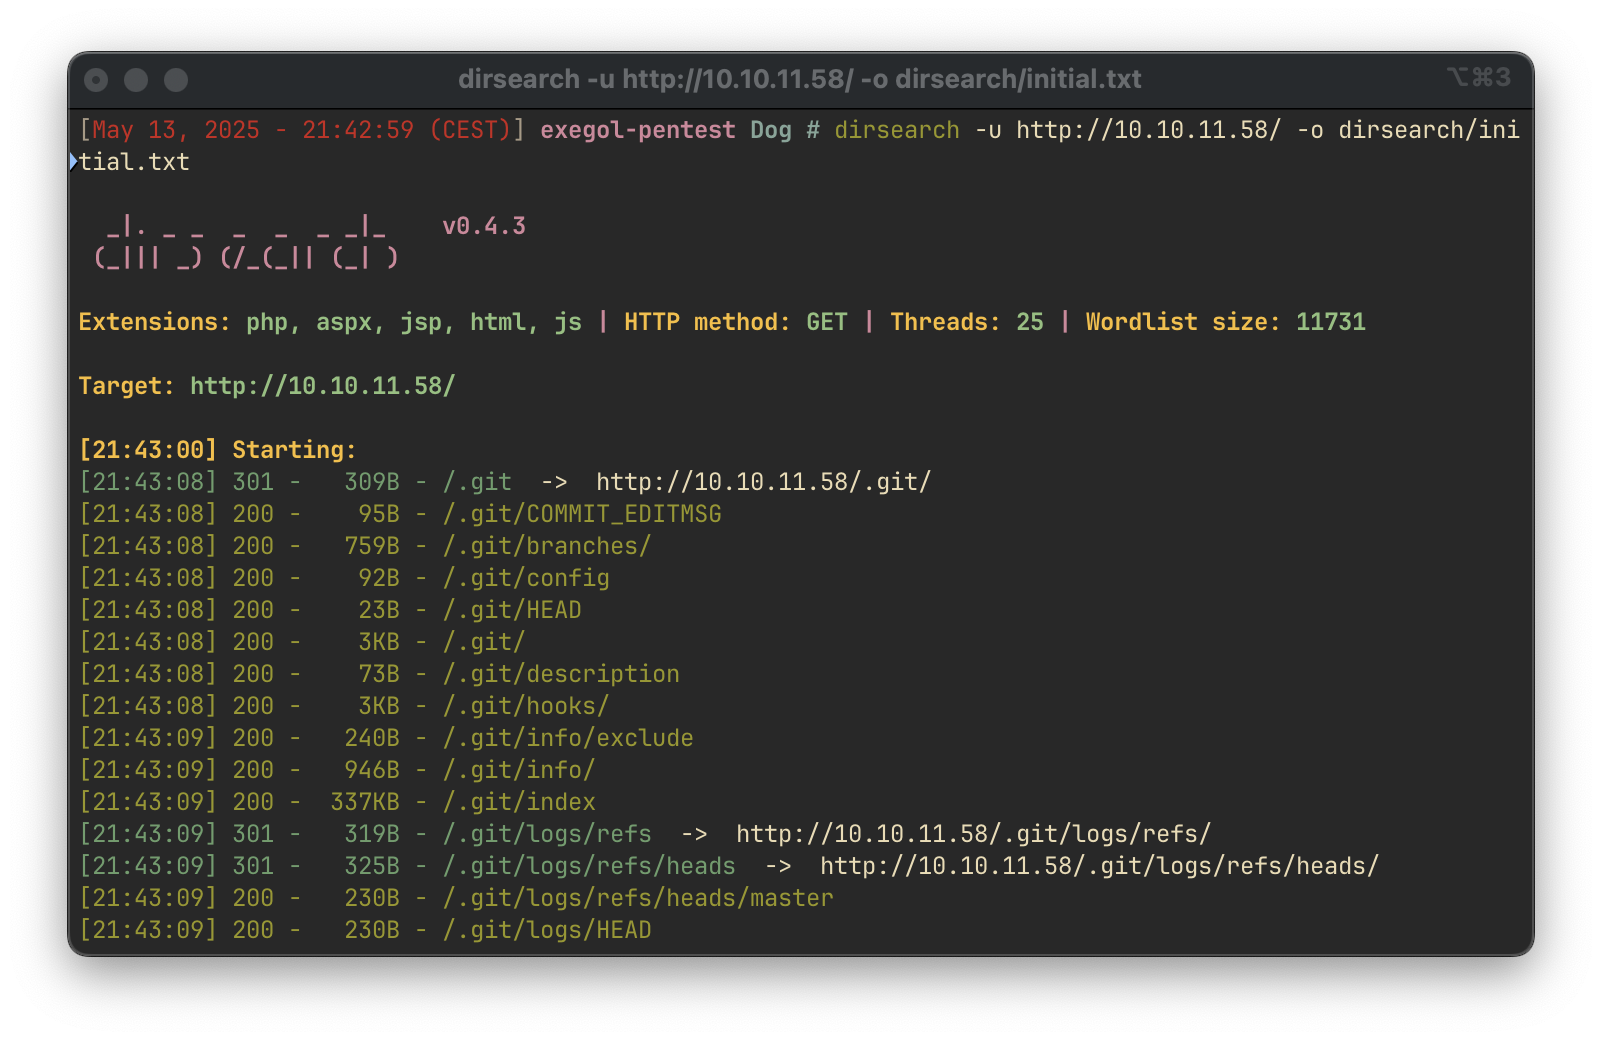 dirsearch -u http://10.10.11.58/ -o dirsearch/initial.txt ⌥⌘3
[May 13, 2025 - 21:42:59 (CEST)] exegol-pentest Dog # dirsearch -u http://10.10.11.58/ -o dirsearch/ini
tial.txt
  _|. _ _  _  _  _ _|_    v0.4.3
 (_||| _) (/_(_|| (_| )
Extensions: php, aspx, jsp, html, js | HTTP method: GET | Threads: 25 | Wordlist size: 11731
Target: http://10.10.11.58/
[21:43:00] Starting:
[21:43:08] 301 -   309B - /.git  ->  http://10.10.11.58/.git/
[21:43:08] 200 -    95B - /.git/COMMIT_EDITMSG
[21:43:08] 200 -   759B - /.git/branches/
[21:43:08] 200 -    92B - /.git/config
[21:43:08] 200 -    23B - /.git/HEAD
[21:43:08] 200 -    3KB - /.git/
[21:43:08] 200 -    73B - /.git/description
[21:43:08] 200 -    3KB - /.git/hooks/
[21:43:09] 200 -   240B - /.git/info/exclude
[21:43:09] 200 -   946B - /.git/info/
[21:43:09] 200 -  337KB - /.git/index
[21:43:09] 301 -   319B - /.git/logs/refs  ->  http://10.10.11.58/.git/logs/refs/
[21:43:09] 301 -   325B - /.git/logs/refs/heads  ->  http://10.10.11.58/.git/logs/refs/heads/
[21:43:09] 200 -   230B - /.git/logs/refs/heads/master
[21:43:09] 200 -   230B - /.git/logs/HEAD